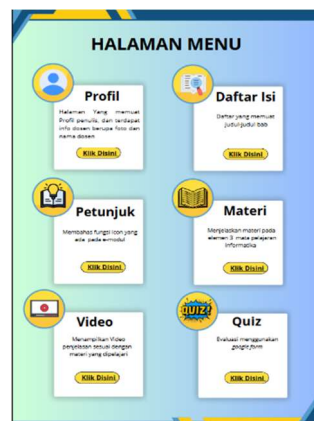 HALAMAN MENU
Profil
Halaman Yang memuat
Profil penulis, dan terdapat
info dosen berupa foto dan
nama dosen
Klik Disini
Daftar Isi
Daftar yang memuat
judul-judul bab
Klik Disini
Petunjuk
Membahas fungsi icon yang
ada pada e-modul
Klik Disini
Materi
Menjelaskan materi pada
elemen 3 mata pelajaran
informatika
Klik Disini
Video
Menampilkan Video
penjelasan sesuai dengan
materi yang dipelajari
Klik Disini
QUIZ!
Quiz
Evaluasi menggunakan
google form
Klik Disini